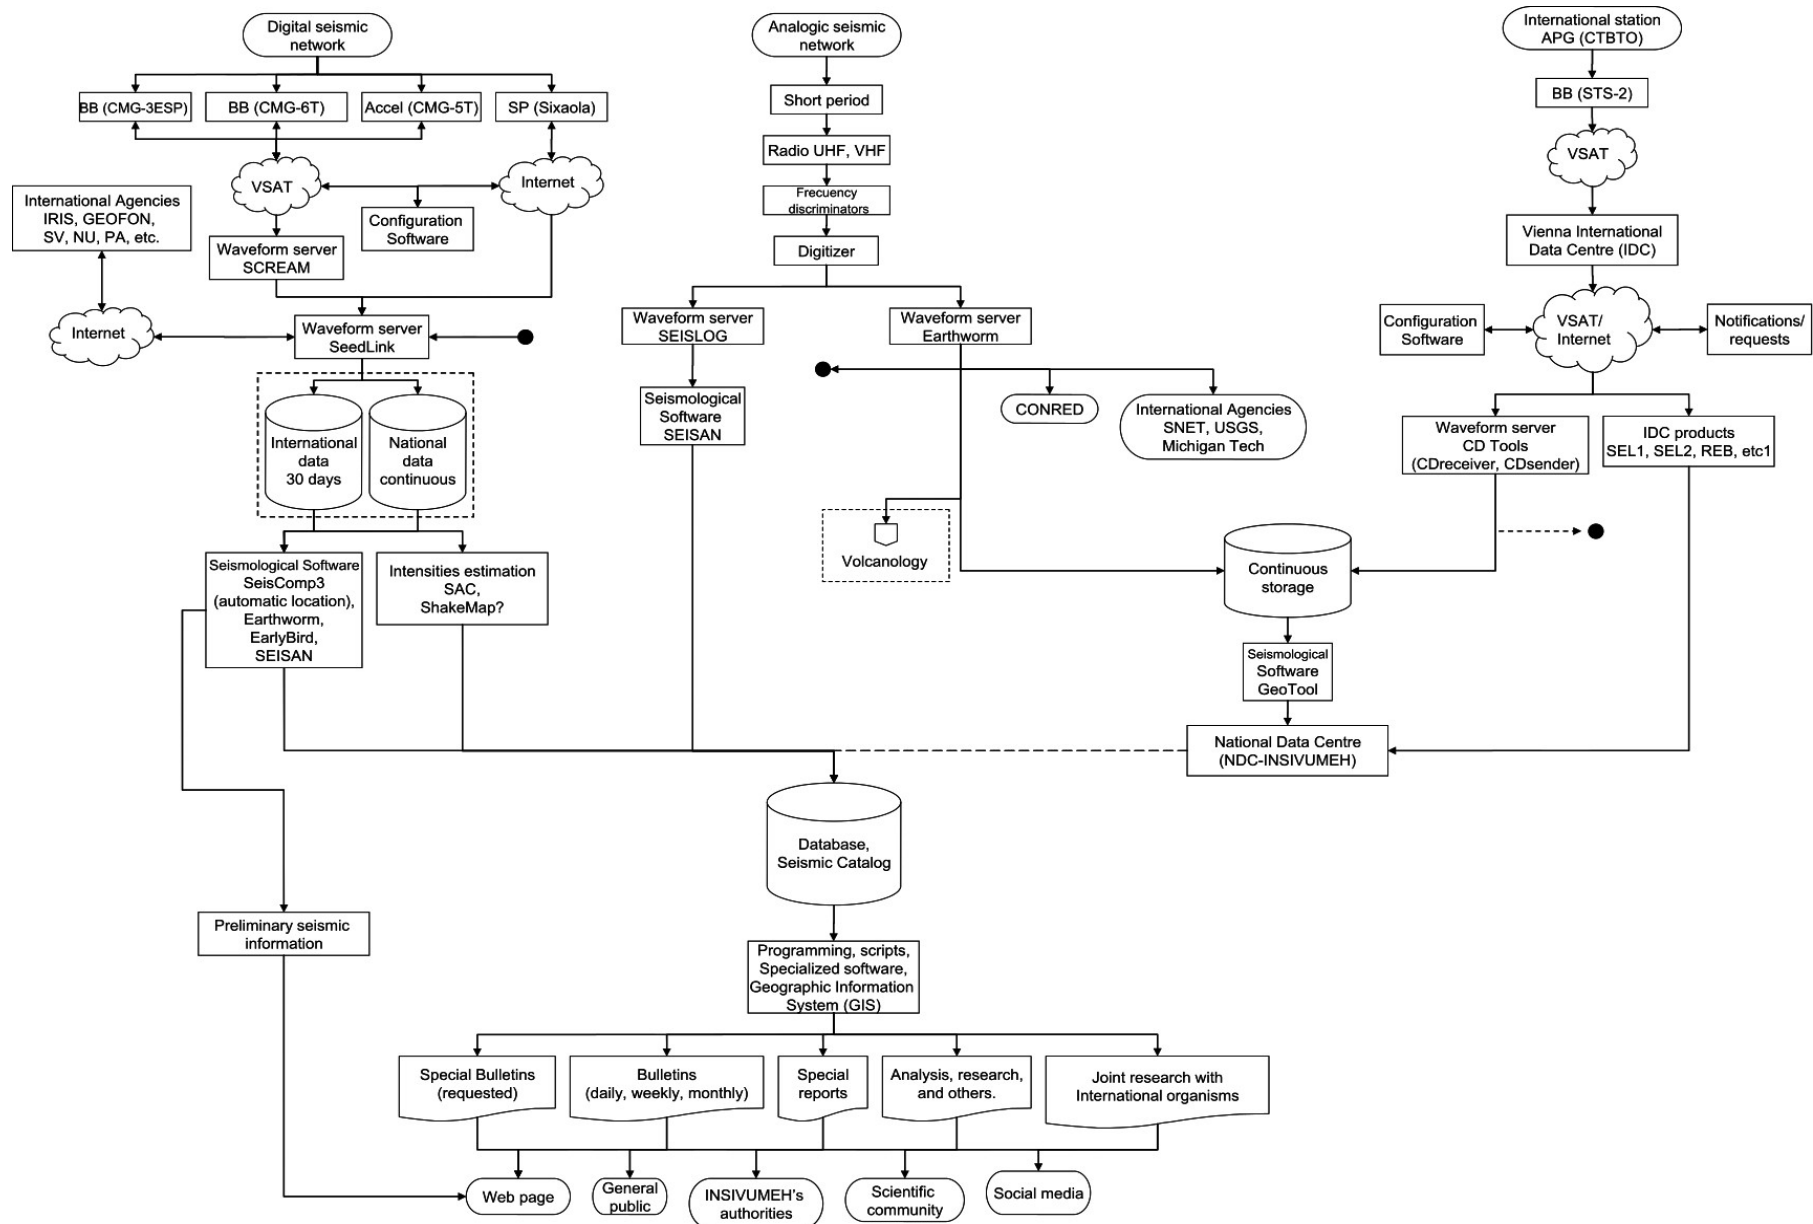 Digital seismic
network
Analogic seismic
network
International station
APG (CTBTO)
BB (CMG-3ESP)
BB (CMG-6T)
Accel (CMG-5T)
SP (Sixaola)
Short period
BB (STS-2)
Radio UHF, VHF
VSAT
VSAT
Internet
International Agencies
IRIS, GEOFON,
SV, NU, PA, etc.
Configuration
Software
Frecuency
discriminators
Waveform server
SCREAM
Digitizer
Vienna International
Data Centre (IDC)
Internet
Waveform server
SeedLink
Waveform server
SEISLOG
Waveform server
Earthworm
Configuration
Software
VSAT/
Internet
Notifications/
requests
International
data
30 days
National
data
continuous
Seismological
Software
SEISAN
CONRED
International Agencies
SNET, USGS,
Michigan Tech
Waveform server
CD Tools
(CDreceiver, CDsender)
IDC products
SEL1, SEL2, REB, etc1
Volcanology
Continuous
storage
Seismological Software
SeisComp3
(automatic location),
Earthworm,
EarlyBird,
SEISAN
Intensities estimation
SAC,
ShakeMap?
Seismological
Software
GeoTool
National Data Centre
(NDC-INSIVUMEH)
Database,
Seismic Catalog
Preliminary seismic
information
Programming, scripts,
Specialized software,
Geographic Information
System (GIS)
Special Bulletins
(requested)
Bulletins
(daily, weekly, monthly)
Special
reports
Analysis, research,
and others.
Joint research with
International organisms
Web page
General
public
INSIVUMEH's
authorities
Scientific
community
Social media